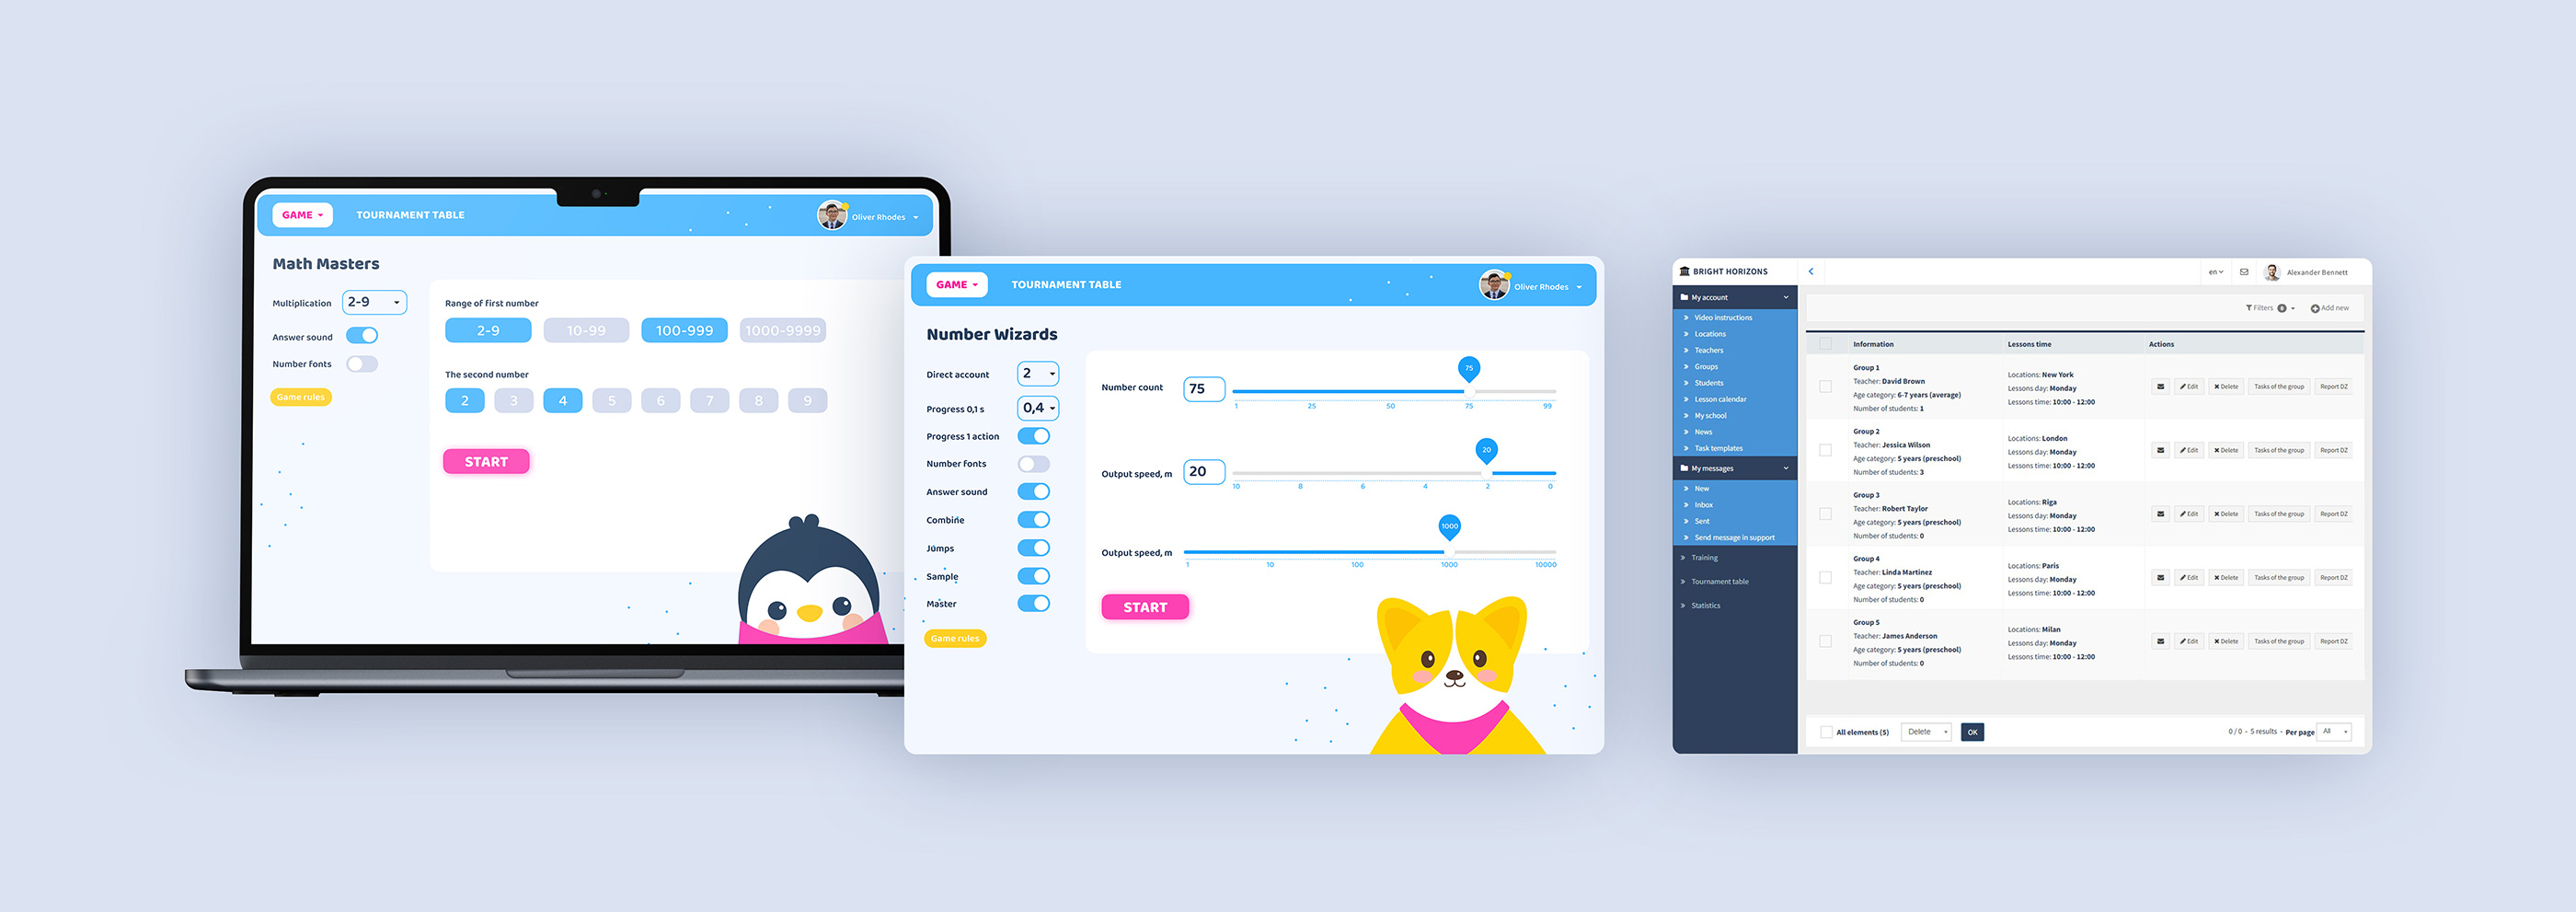 GAME
TOURNAMENT TABLE
Oliver Rhodes
Math Masters
Multiplication
2-9
Answer sound
Number fonts
Game rules
Range of first number
2-9
10-99
100-999
1000-9999
The second number
2
3
4
5
6
7
8
9
START
GAME
TOURNAMENT TABLE
Oliver Rhodes
Number Wizards
Direct account
2
Progress 0,1 s
0,4
Progress 1 action
Number fonts
Answer sound
Combine
Jumps
Sample
Master
Game rules
Number count
75
75
1 25 50 75 99
Output speed, m
20
20
10 8 6 4 2 0
Output speed, m
1000
1 10 100 1000 10000
START
BRIGHT HORIZONS
en
Alexander Bennett
My account
Video instructions
Locations
Teachers
Groups
Students
Lesson calendar
My school
News
Task templates
My messages
New
Inbox
Sent
Send message in support
Training
Tournament table
Statistics
Filters 0
Add new
Information Lessons time Actions
Group 1
Teacher: David Brown
Age category: 6-7 years (average)
Number of students: 1
Locations: New York
Lessons day: Monday
Lessons time: 10:00 - 12:00
Edit Delete Tasks of the group Report DZ
Group 2
Teacher: Jessica Wilson
Age category: 5 years (preschool)
Number of students: 3
Locations: London
Lessons day: Monday
Lessons time: 10:00 - 12:00
Edit Delete Tasks of the group Report DZ
Group 3
Teacher: Robert Taylor
Age category: 5 years (preschool)
Number of students: 0
Locations: Riga
Lessons day: Monday
Lessons time: 10:00 - 12:00
Edit Delete Tasks of the group Report DZ
Group 4
Teacher: Linda Martinez
Age category: 5 years (preschool)
Number of students: 0
Locations: Paris
Lessons day: Monday
Lessons time: 10:00 - 12:00
Edit Delete Tasks of the group Report DZ
Group 5
Teacher: James Anderson
Age category: 5 years (preschool)
Number of students: 0
Locations: Milan
Lessons day: Monday
Lessons time: 10:00 - 12:00
Edit Delete Tasks of the group Report DZ
All elements (5)
Delete
OK
0 / 0 - 5 results - Per page
All